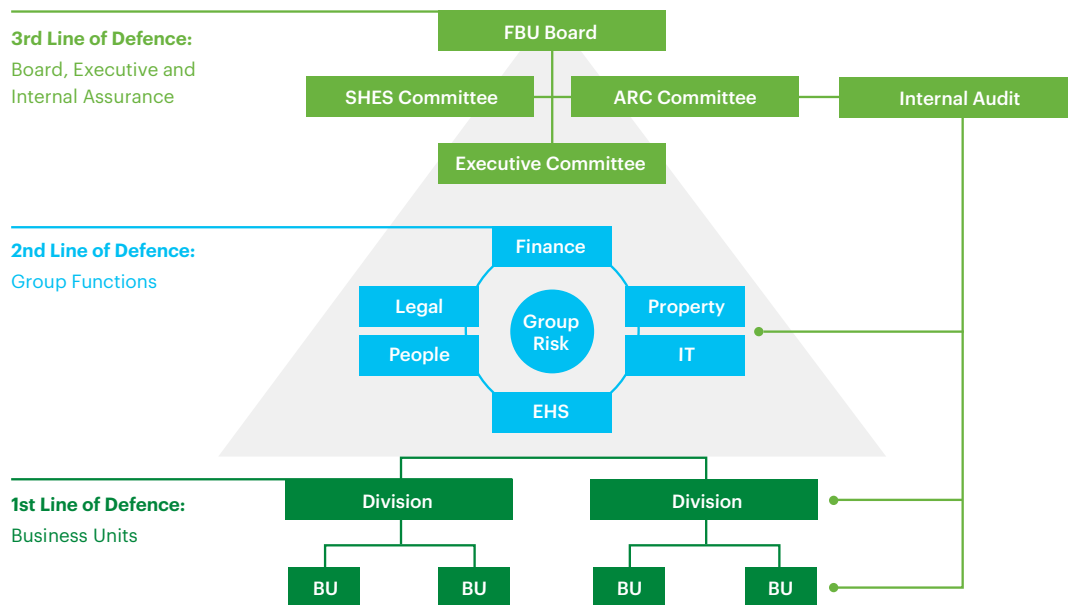 3rd Line of Defence:
Board, Executive and
Internal Assurance
FBU Board
SHES Committee
ARC Committee
Internal Audit
Executive Committee
2nd Line of Defence:
Group Functions
Finance
Legal
Property
Group
Risk
People
IT
EHS
1st Line of Defence:
Business Units
Division
Division
BU
BU
BU
BU